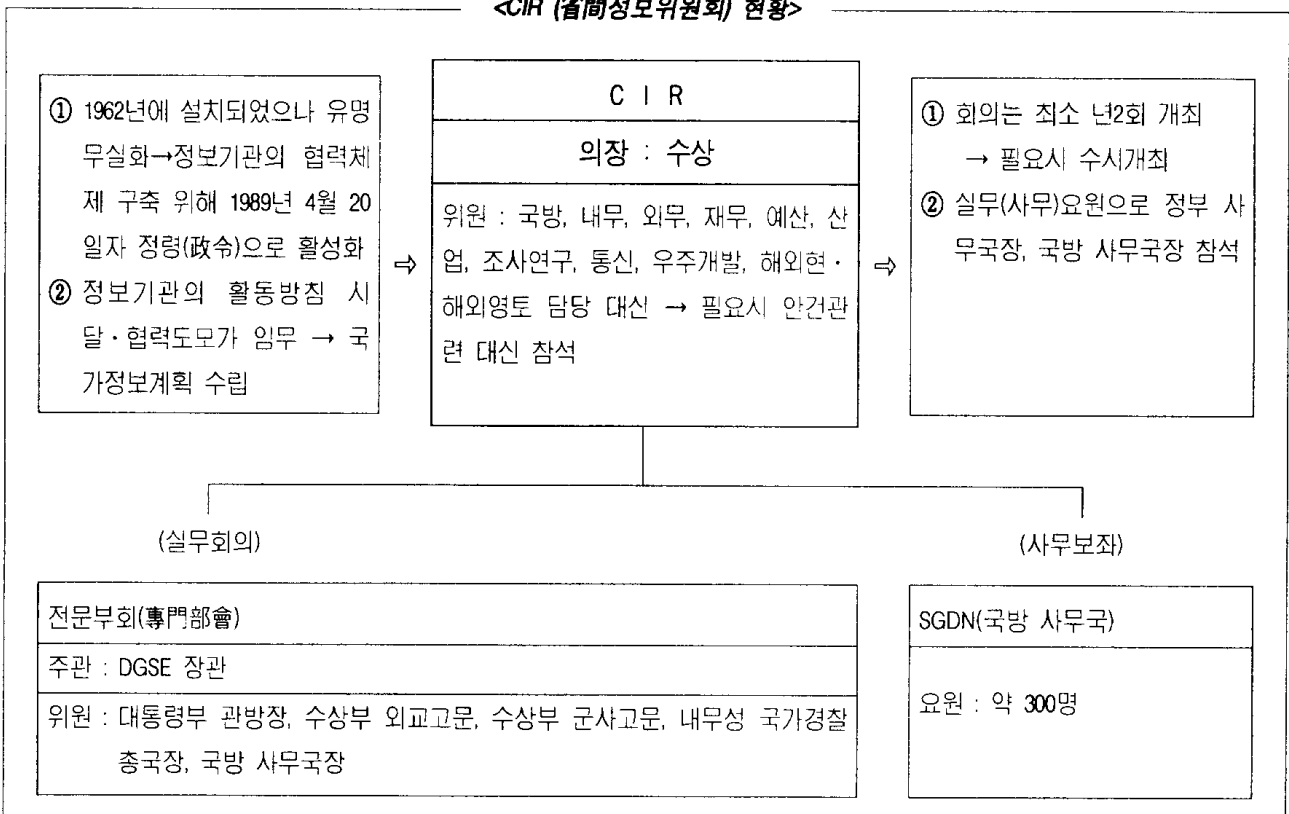 <CIR (省間정보위원회) 현황>
① 1962년에 설치되었으나 유명
무실화→정보기관의 협력체
제 구축 위해 1989년 4월 20
일자 정령(政令)으로 활성화
② 정보기관의 활동방침 시
달·협력도모가 임무 → 국
가정보계획 수립
⇨
C I R
의장 : 수상
위원 : 국방, 내무, 외무, 재무, 예산, 산
업, 조사연구, 통신, 우주개발, 해외현·
해외영토 담당 대신 → 필요시 안건관
련 대신 참석
⇨
① 회의는 최소 년2회 개최
→ 필요시 수시개최
② 실무(사무)요원으로 정부 사
무국장, 국방 사무국장 참석
(실무회의)
(사무보좌)
전문부회(專門部會)
주관 : DGSE 장관
위원 : 대통령부 관방장, 수상부 외교고문, 수상부 군사고문, 내무성 국가경찰
총국장, 국방 사무국장
SGDN(국방 사무국)
요원 : 약 300명